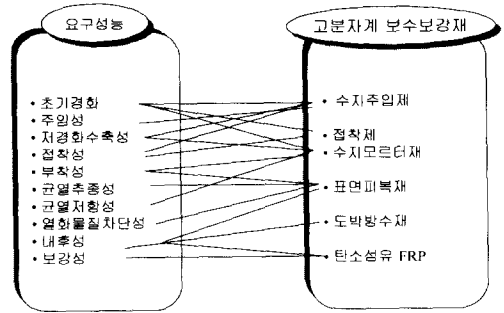 요구성능
고분자계 보수보강재
• 초기경화
• 주입성
• 저경화수축성
• 접착성
• 부착성
• 균열추종성
• 균열저항성
• 열화물질차단성
• 내후성
• 보강성
• 수지주입제
• 접착제
• 수지모르터재
• 표면피복재
• 도막방수재
• 탄소섬유 FRP